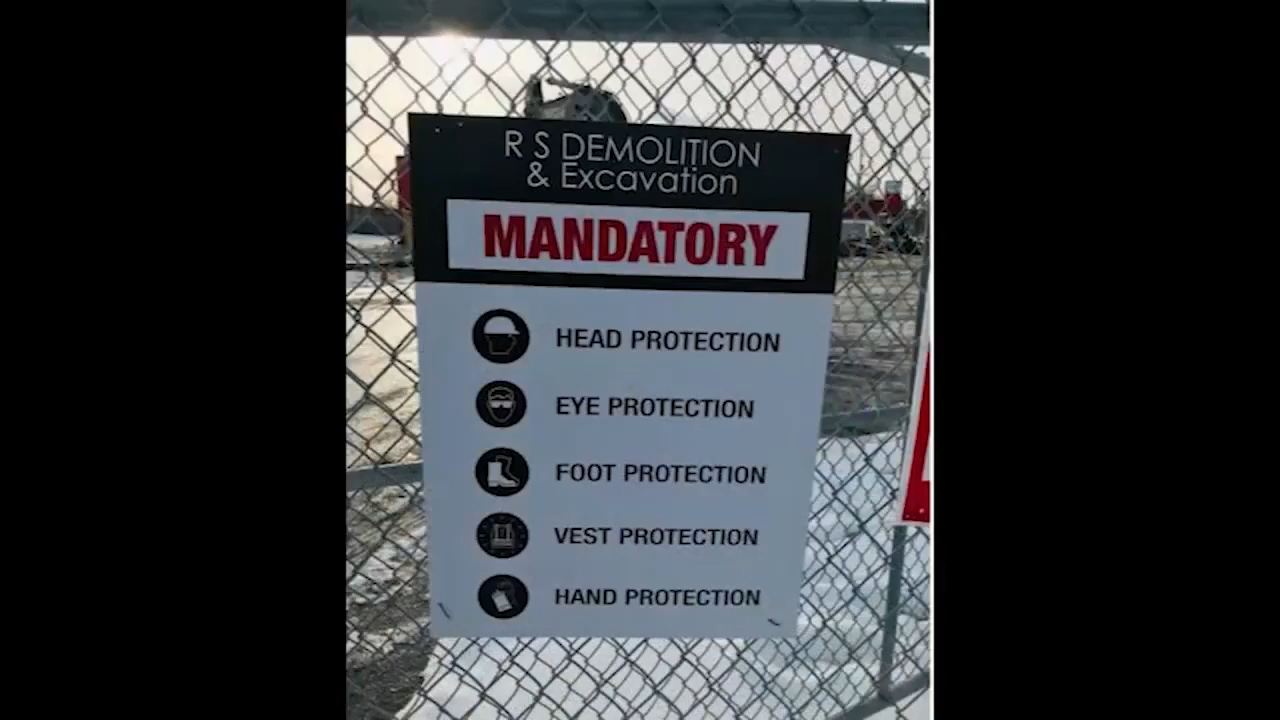 R S DEMOLITION
& Excavation
MANDATORY
HEAD PROTECTION
EYE PROTECTION
FOOT PROTECTION
VEST PROTECTION
HAND PROTECTION